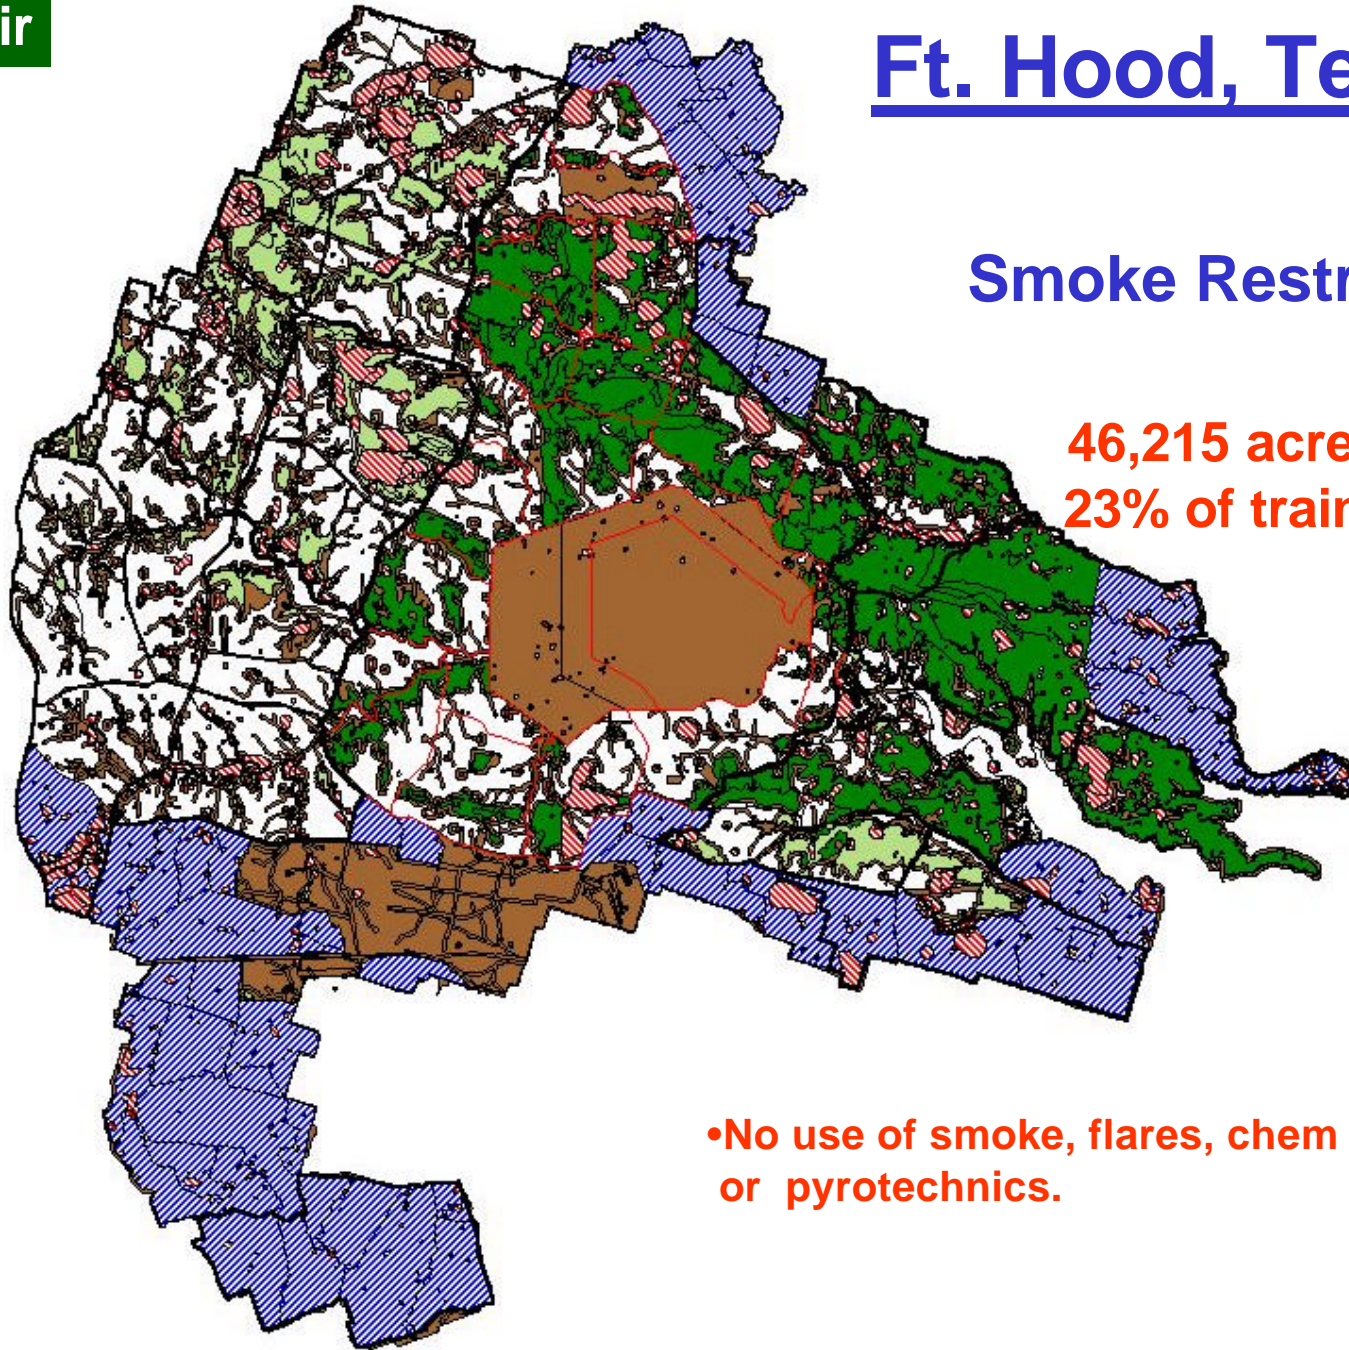 ir
Ft. Hood, Te
Smoke Restr
46,215 acre
23% of train
•No use of smoke, flares, chem
or pyrotechnics.